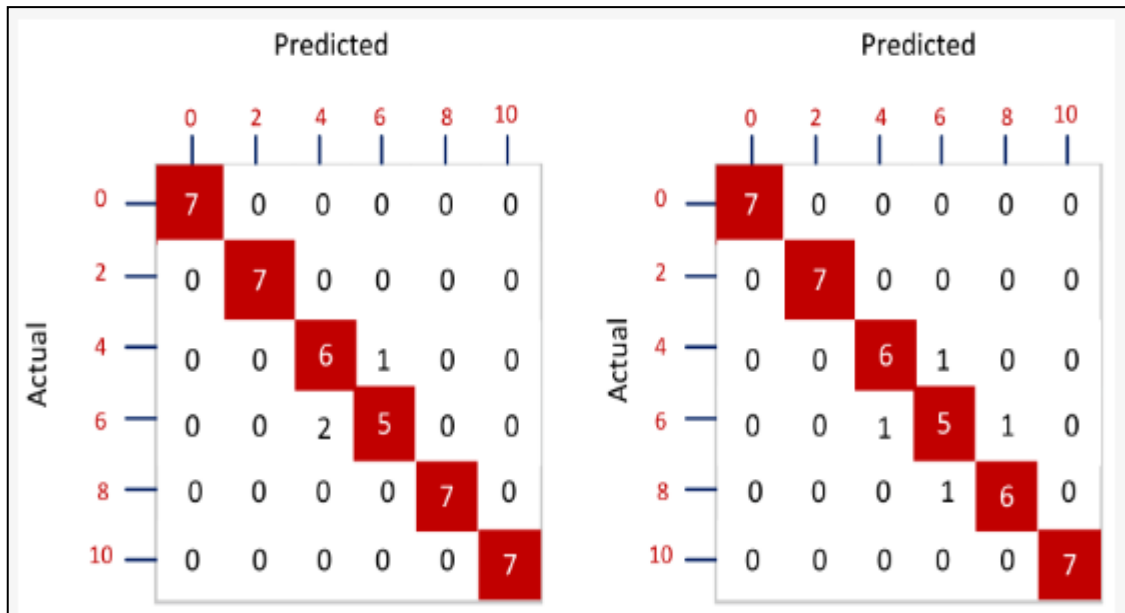 Predicted
0 2 4 6 8 10
Actual
0 7 0 0 0 0 0
2 0 7 0 0 0 0
4 0 0 6 1 0 0
6 0 0 2 5 0 0
8 0 0 0 0 7 0
10 0 0 0 0 0 7
Predicted
0 2 4 6 8 10
Actual
0 7 0 0 0 0 0
2 0 7 0 0 0 0
4 0 0 6 1 0 0
6 0 0 1 5 1 0
8 0 0 0 1 6 0
10 0 0 0 0 0 7